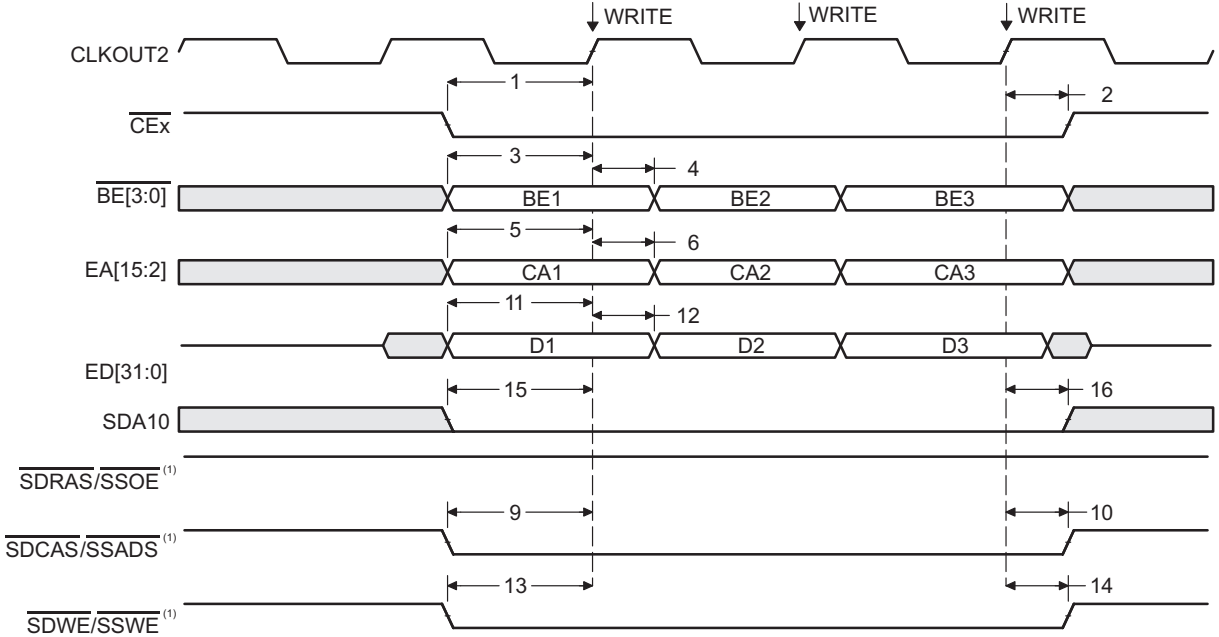 WRITE WRITE WRITE
CLKOUT2
1 2
CEx
3 4
BE[3:0] BE1 BE2 BE3
5 6
EA[15:2] CA1 CA2 CA3
11 12
D1 D2 D3
ED[31:0]
15 16
SDA10
SDRAS/SSOE (1)
9 10
SDCAS/SSADS (1)
13 14
SDWE/SSWE (1)